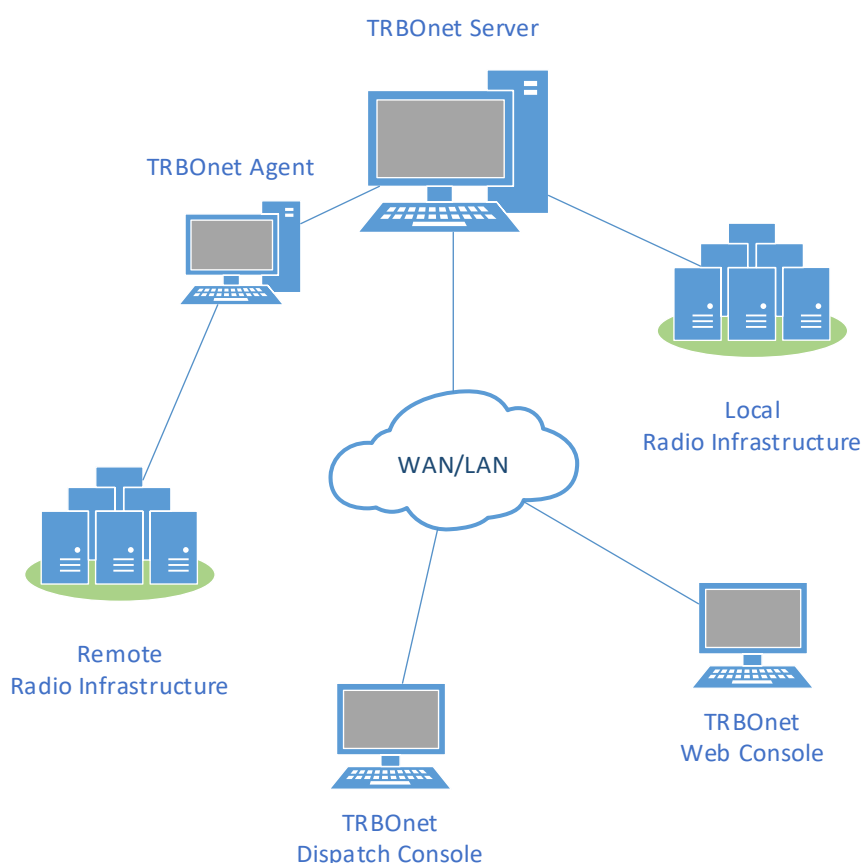 TRBOnet Server
TRBOnet Agent
Local
Radio Infrastructure
WAN/LAN
Remote
Radio Infrastructure
TRBOnet
Web Console
TRBOnet
Dispatch Console